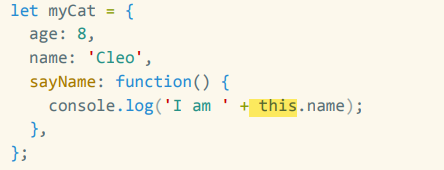 let myCat = {
  age: 8,
  name: 'Cleo',
  sayName: function() {
    console.log('I am ' + this.name);
  },
};